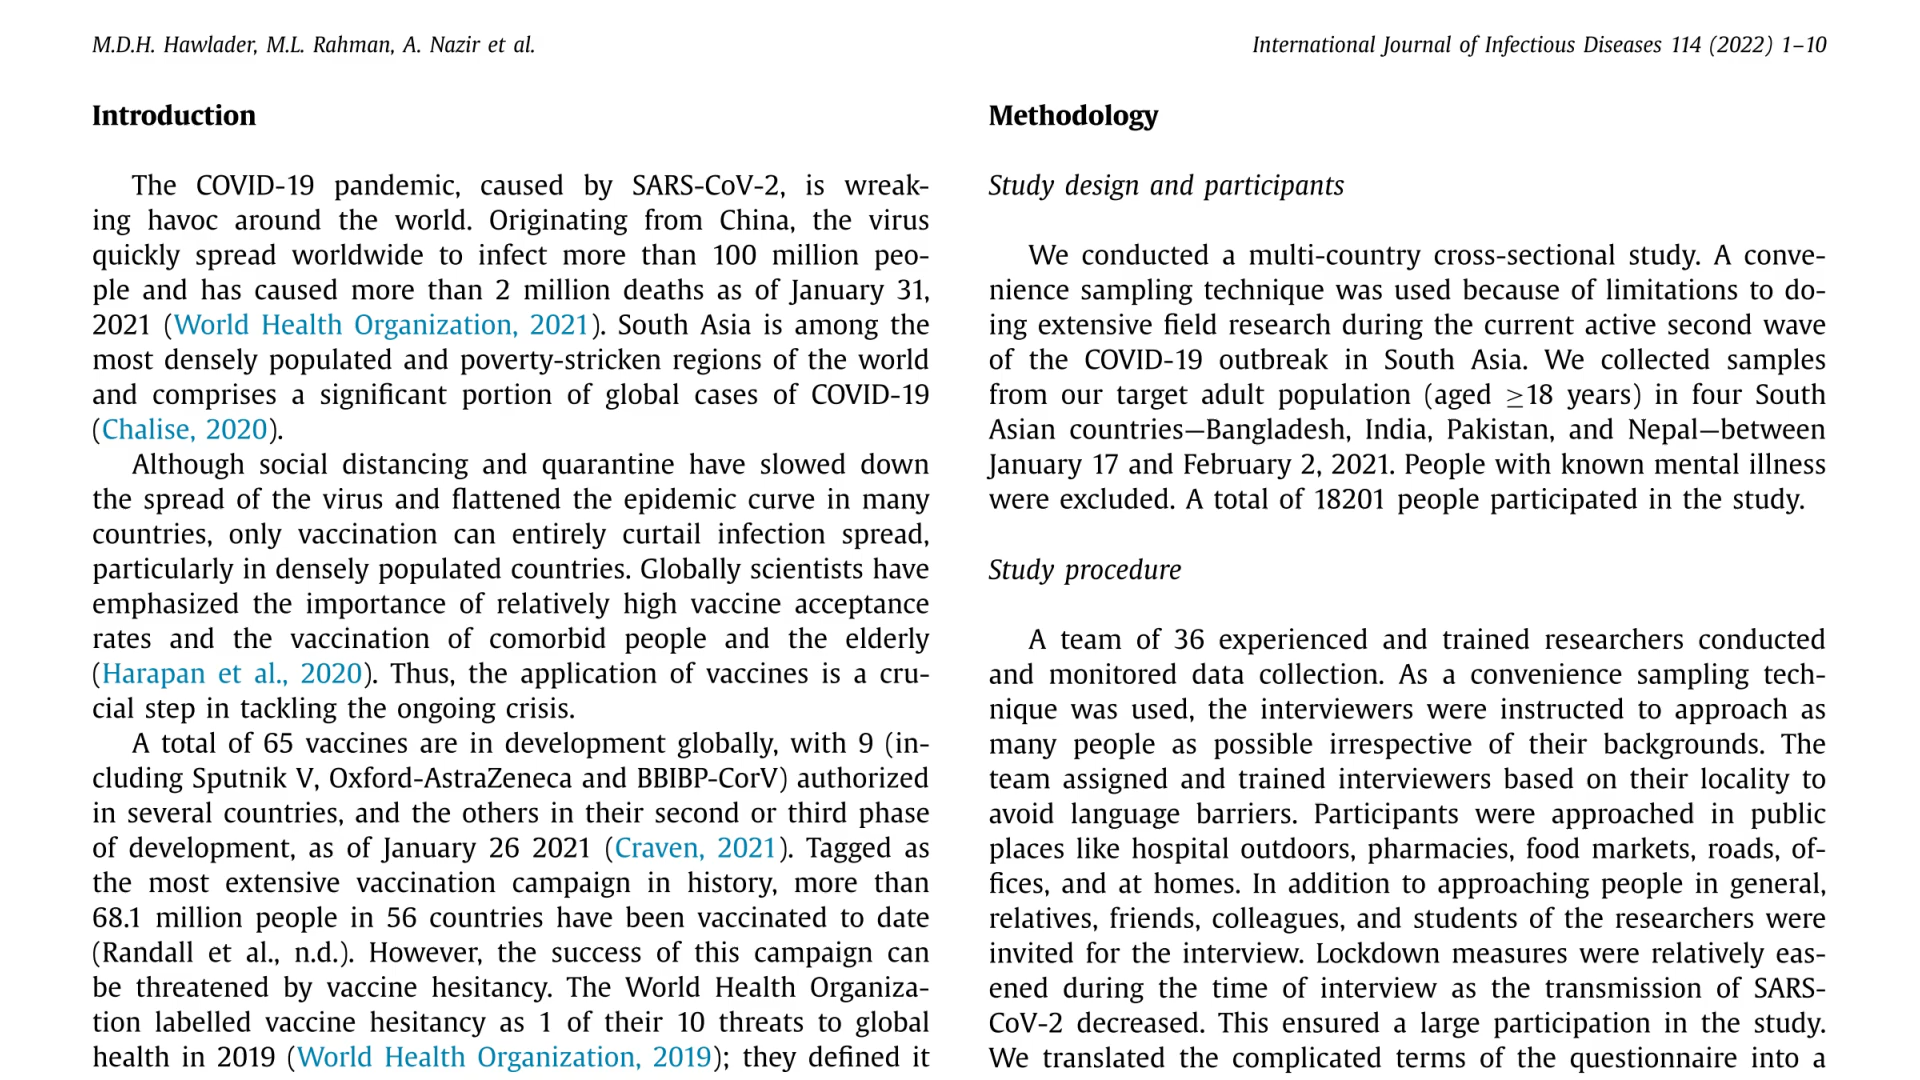 M.D.H. Hawlader, M.L. Rahman, A. Nazir et al.
International Journal of Infectious Diseases 114 (2022) 1–10
Introduction
The COVID-19 pandemic, caused by SARS-CoV-2, is wreak-
ing havoc around the world. Originating from China, the virus
quickly spread worldwide to infect more than 100 million peo-
ple and has caused more than 2 million deaths as of January 31,
2021 (World Health Organization, 2021). South Asia is among the
most densely populated and poverty-stricken regions of the world
and comprises a significant portion of global cases of COVID-19
(Chalise, 2020).
Although social distancing and quarantine have slowed down
the spread of the virus and flattened the epidemic curve in many
countries, only vaccination can entirely curtail infection spread,
particularly in densely populated countries. Globally scientists have
emphasized the importance of relatively high vaccine acceptance
rates and the vaccination of comorbid people and the elderly
(Harapan et al., 2020). Thus, the application of vaccines is a cru-
cial step in tackling the ongoing crisis.
A total of 65 vaccines are in development globally, with 9 (in-
cluding Sputnik V, Oxford-AstraZeneca and BBIBP-CorV) authorized
in several countries, and the others in their second or third phase
of development, as of January 26 2021 (Craven, 2021). Tagged as
the most extensive vaccination campaign in history, more than
68.1 million people in 56 countries have been vaccinated to date
(Randall et al., n.d.). However, the success of this campaign can
be threatened by vaccine hesitancy. The World Health Organiza-
tion labelled vaccine hesitancy as 1 of their 10 threats to global
health in 2019 (World Health Organization, 2019); they defined it
Methodology
Study design and participants
We conducted a multi-country cross-sectional study. A conve-
nience sampling technique was used because of limitations to do-
ing extensive field research during the current active second wave
of the COVID-19 outbreak in South Asia. We collected samples
from our target adult population (aged ≥18 years) in four South
Asian countries—Bangladesh, India, Pakistan, and Nepal—between
January 17 and February 2, 2021. People with known mental illness
were excluded. A total of 18201 people participated in the study.
Study procedure
A team of 36 experienced and trained researchers conducted
and monitored data collection. As a convenience sampling tech-
nique was used, the interviewers were instructed to approach as
many people as possible irrespective of their backgrounds. The
team assigned and trained interviewers based on their locality to
avoid language barriers. Participants were approached in public
places like hospital outdoors, pharmacies, food markets, roads, of-
fices, and at homes. In addition to approaching people in general,
relatives, friends, colleagues, and students of the researchers were
invited for the interview. Lockdown measures were relatively eas-
ened during the time of interview as the transmission of SARS-
CoV-2 decreased. This ensured a large participation in the study.
We translated the complicated terms of the questionnaire into a